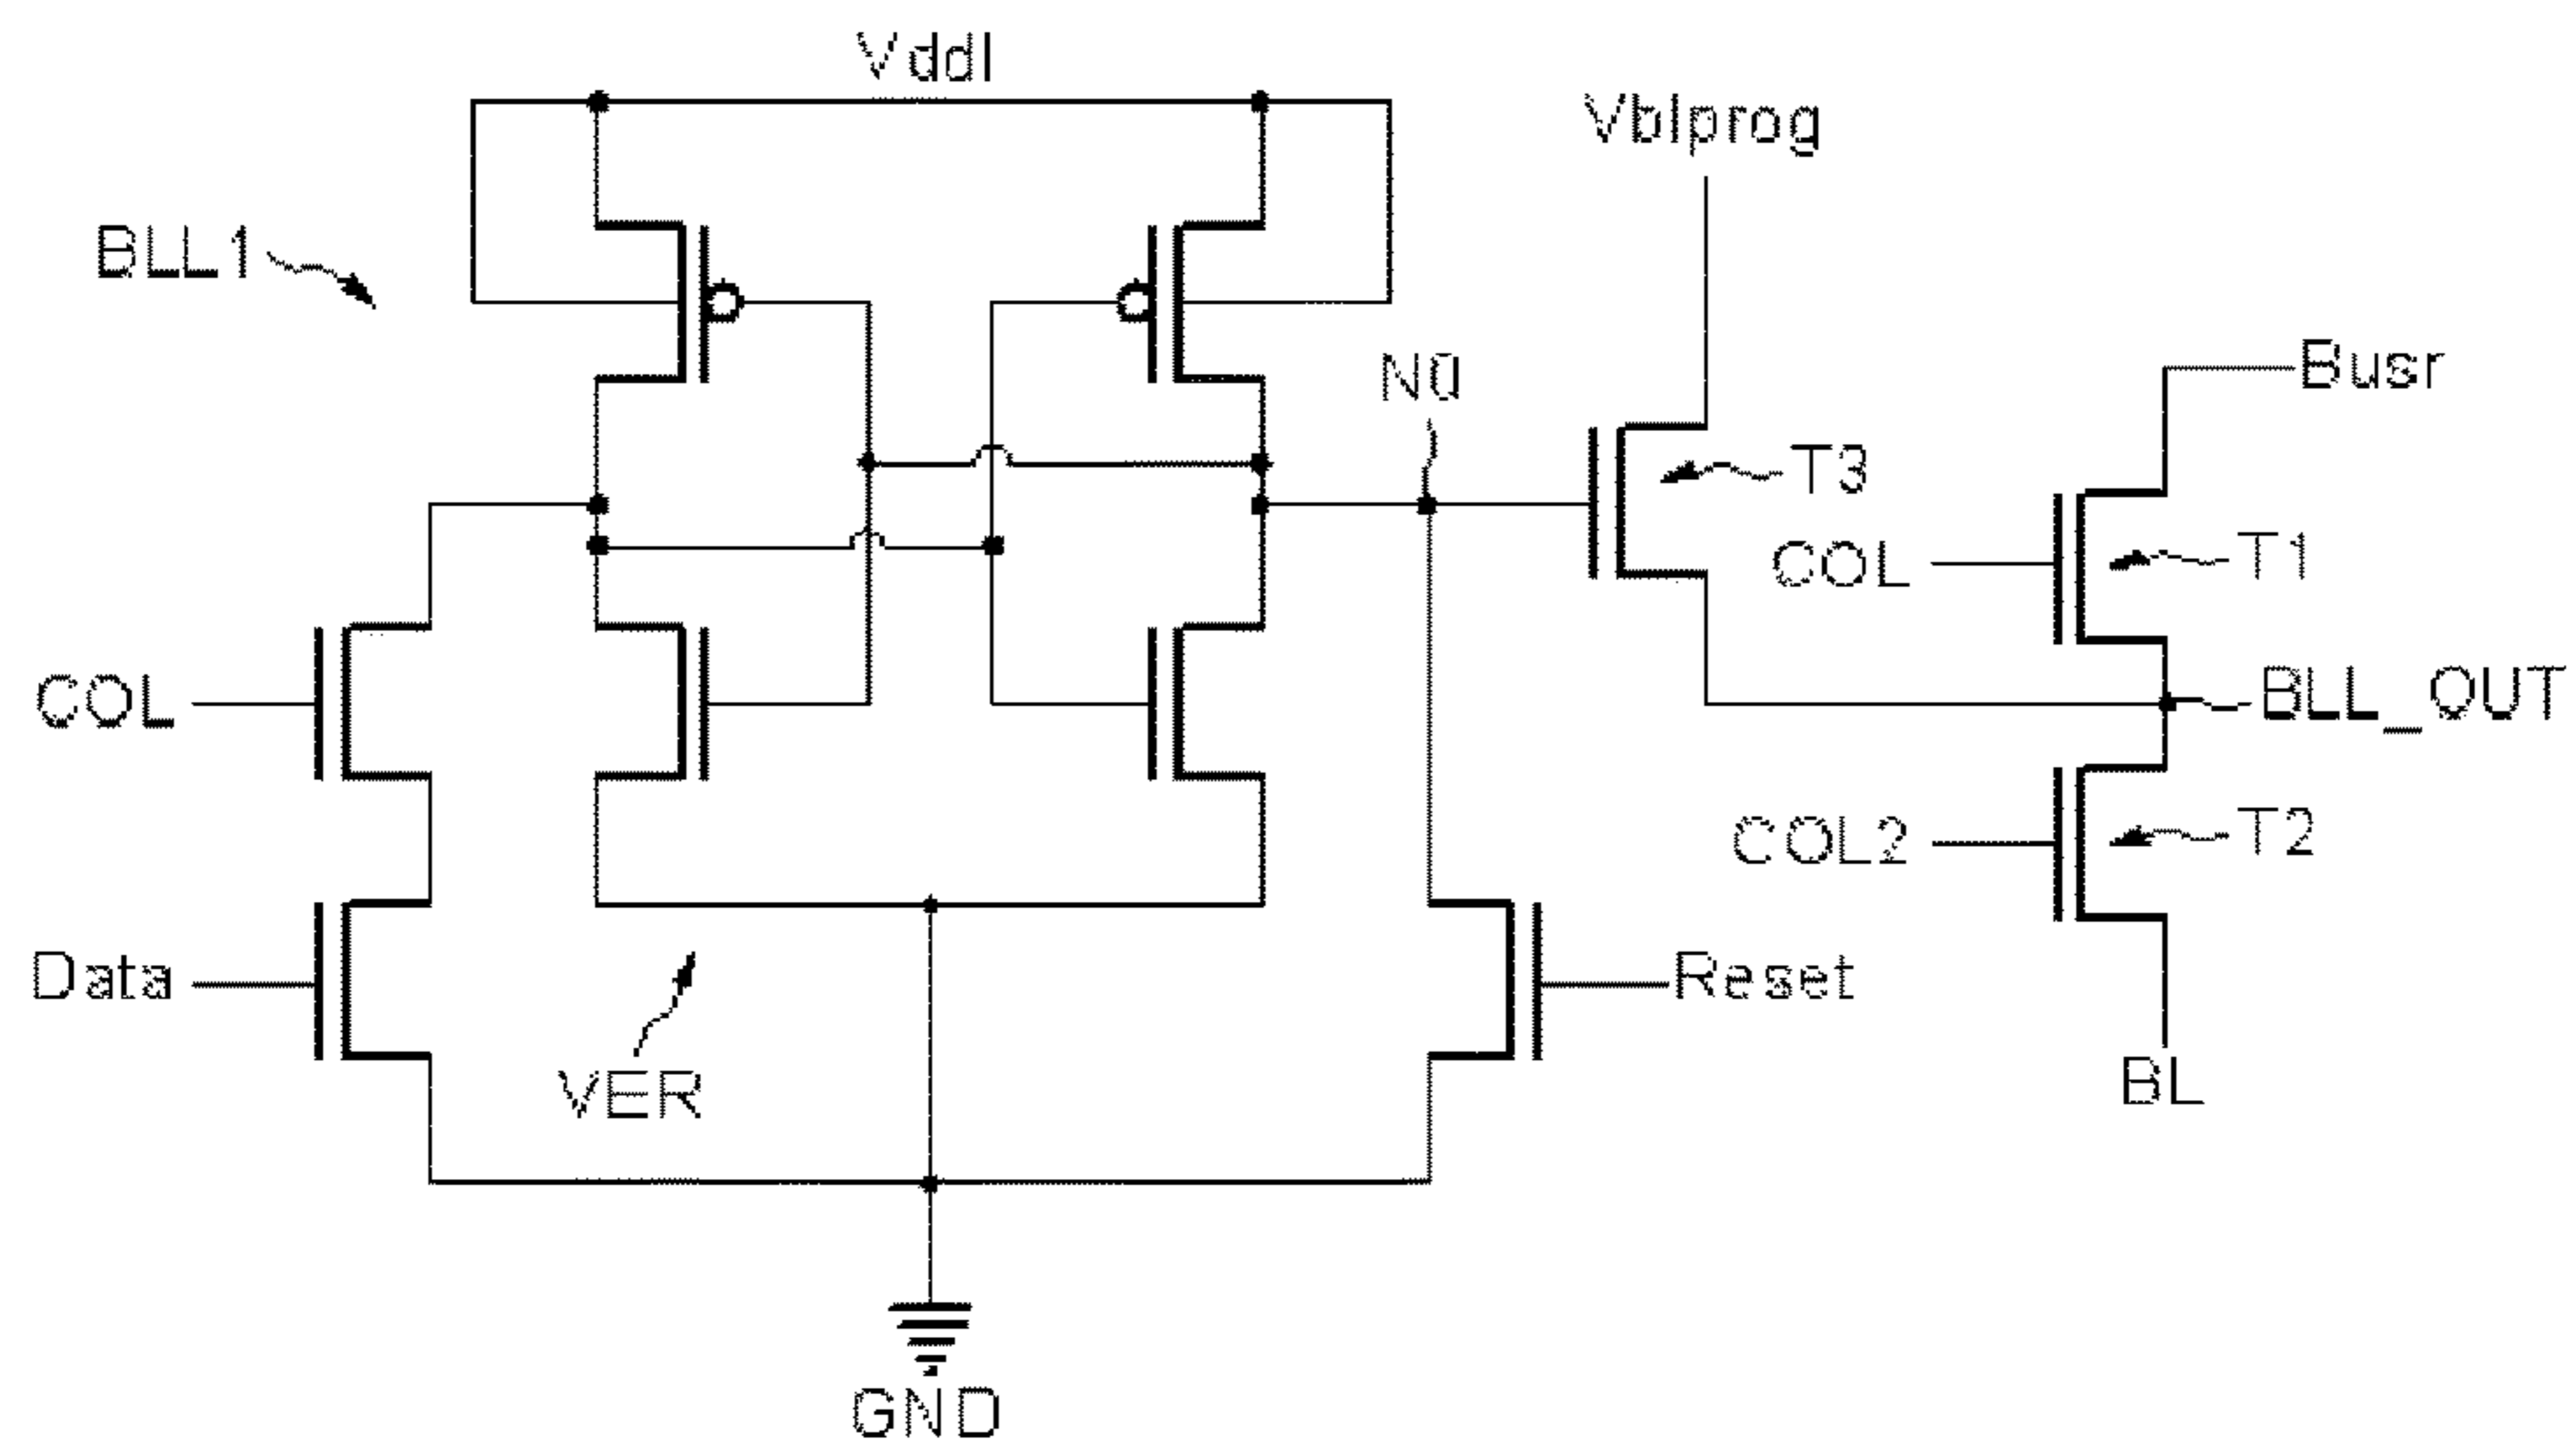 Vddl
Vblprog
BLL1
Busr
N0
T3
COL
T1
COL
BLL_OUT
COL2
T2
Data
Reset
VER
BL
GND